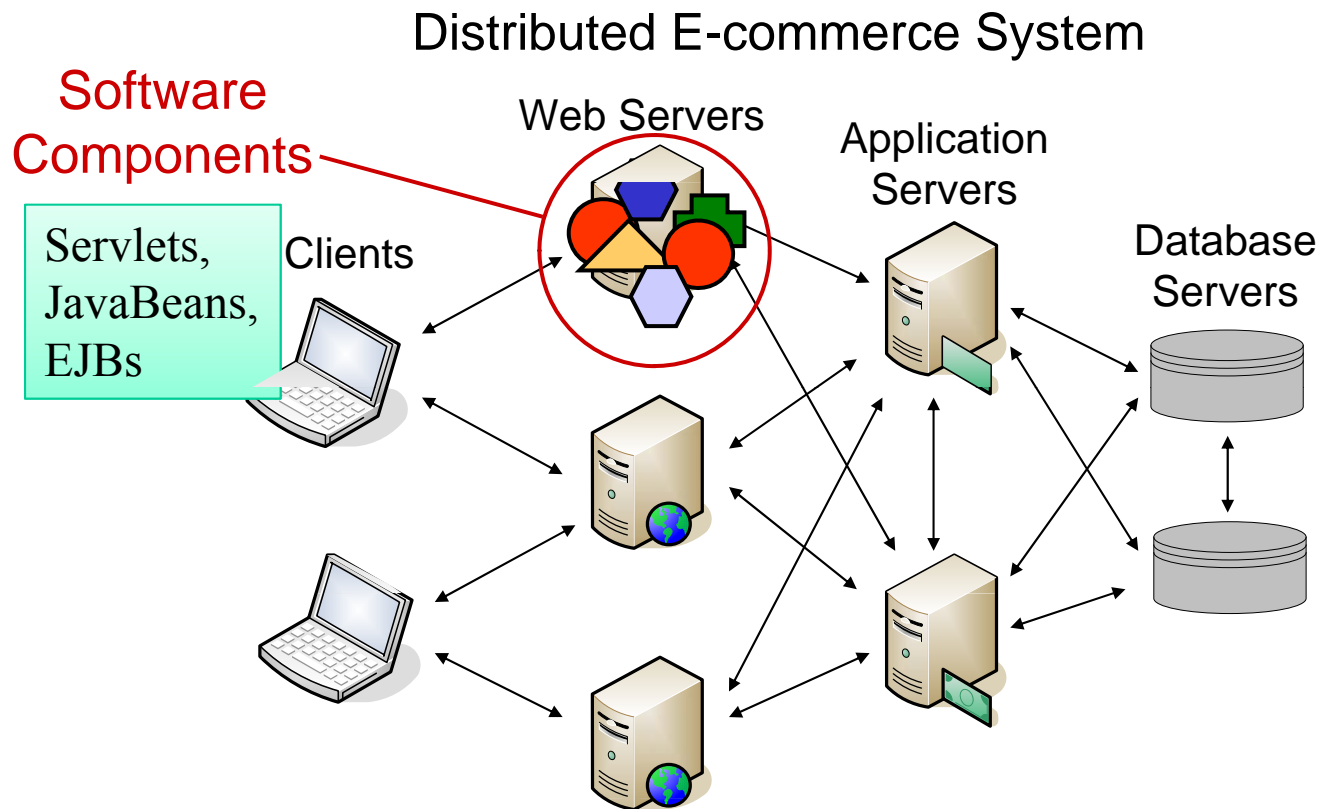 Distributed E-commerce System
Software
Components
Web Servers
Application
Servers
Servlets,
JavaBeans,
EJBs
Clients
Database
Servers